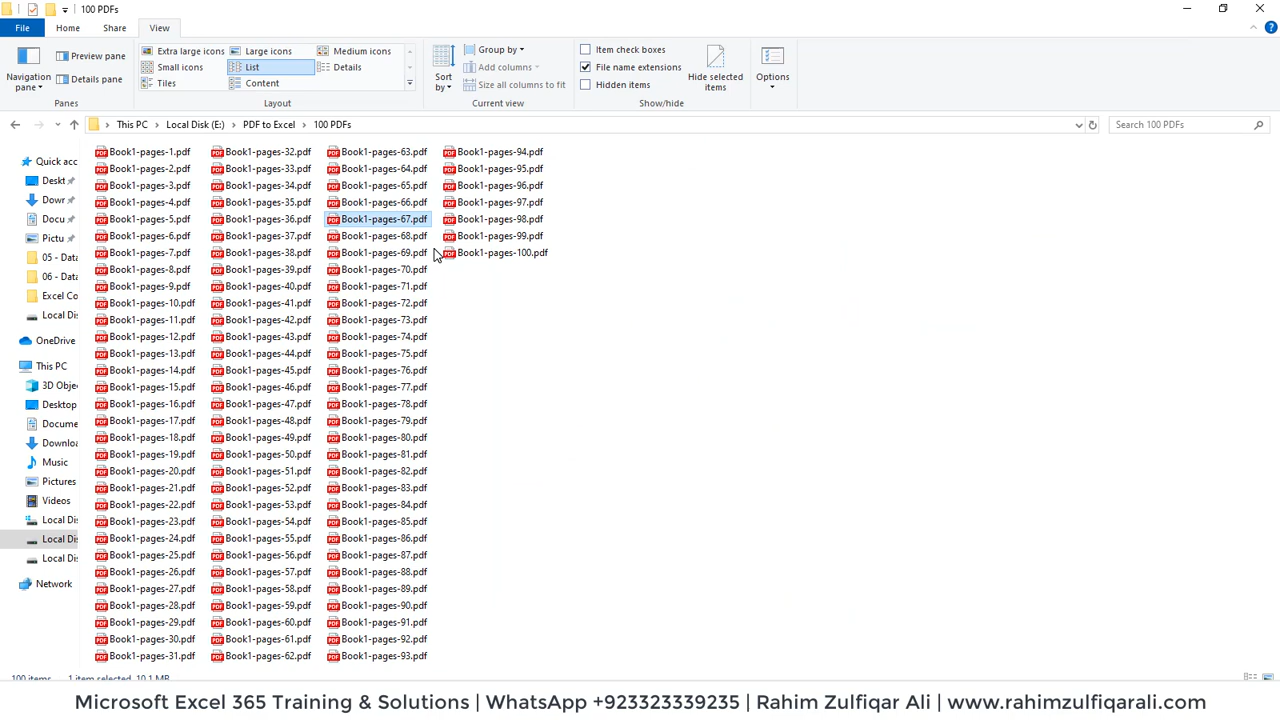 100 PDFs
File Home Share View
Navigation pane
Preview pane
Details pane
Panes
Extra large icons Large icons Medium icons
Small icons List Details
Tiles Content
Layout
Sort by
Group by
Add columns
Size all columns to fit
Current view
Item check boxes
File name extensions
Hidden items
Hide selected items
Show/hide
Options
This PC > Local Disk (E:) > PDF to Excel > 100 PDFs
Search 100 PDFs
Quick acc
Deskt
Dowr
Docu
Pictu
05 - Data
06 - Data
Excel Co
Local Dis
OneDrive
This PC
3D Obje
Desktop
Docume
Downloa
Music
Pictures
Videos
Local Dis
Local Dis
Local Dis
Network
Book1-pages-1.pdf
Book1-pages-2.pdf
Book1-pages-3.pdf
Book1-pages-4.pdf
Book1-pages-5.pdf
Book1-pages-6.pdf
Book1-pages-7.pdf
Book1-pages-8.pdf
Book1-pages-9.pdf
Book1-pages-10.pdf
Book1-pages-11.pdf
Book1-pages-12.pdf
Book1-pages-13.pdf
Book1-pages-14.pdf
Book1-pages-15.pdf
Book1-pages-16.pdf
Book1-pages-17.pdf
Book1-pages-18.pdf
Book1-pages-19.pdf
Book1-pages-20.pdf
Book1-pages-21.pdf
Book1-pages-22.pdf
Book1-pages-23.pdf
Book1-pages-24.pdf
Book1-pages-25.pdf
Book1-pages-26.pdf
Book1-pages-27.pdf
Book1-pages-28.pdf
Book1-pages-29.pdf
Book1-pages-30.pdf
Book1-pages-31.pdf
Book1-pages-32.pdf
Book1-pages-33.pdf
Book1-pages-34.pdf
Book1-pages-35.pdf
Book1-pages-36.pdf
Book1-pages-37.pdf
Book1-pages-38.pdf
Book1-pages-39.pdf
Book1-pages-40.pdf
Book1-pages-41.pdf
Book1-pages-42.pdf
Book1-pages-43.pdf
Book1-pages-44.pdf
Book1-pages-45.pdf
Book1-pages-46.pdf
Book1-pages-47.pdf
Book1-pages-48.pdf
Book1-pages-49.pdf
Book1-pages-50.pdf
Book1-pages-51.pdf
Book1-pages-52.pdf
Book1-pages-53.pdf
Book1-pages-54.pdf
Book1-pages-55.pdf
Book1-pages-56.pdf
Book1-pages-57.pdf
Book1-pages-58.pdf
Book1-pages-59.pdf
Book1-pages-60.pdf
Book1-pages-61.pdf
Book1-pages-62.pdf
Book1-pages-63.pdf
Book1-pages-64.pdf
Book1-pages-65.pdf
Book1-pages-66.pdf
Book1-pages-67.pdf
Book1-pages-68.pdf
Book1-pages-69.pdf
Book1-pages-70.pdf
Book1-pages-71.pdf
Book1-pages-72.pdf
Book1-pages-73.pdf
Book1-pages-74.pdf
Book1-pages-75.pdf
Book1-pages-76.pdf
Book1-pages-77.pdf
Book1-pages-78.pdf
Book1-pages-79.pdf
Book1-pages-80.pdf
Book1-pages-81.pdf
Book1-pages-82.pdf
Book1-pages-83.pdf
Book1-pages-84.pdf
Book1-pages-85.pdf
Book1-pages-86.pdf
Book1-pages-87.pdf
Book1-pages-88.pdf
Book1-pages-89.pdf
Book1-pages-90.pdf
Book1-pages-91.pdf
Book1-pages-92.pdf
Book1-pages-93.pdf
Book1-pages-94.pdf
Book1-pages-95.pdf
Book1-pages-96.pdf
Book1-pages-97.pdf
Book1-pages-98.pdf
Book1-pages-99.pdf
Book1-pages-100.pdf
100 items 1 item selected 10.1 MB
Microsoft Excel 365 Training & Solutions | WhatsApp +923323339235 | Rahim Zulfiqar Ali | www.rahimzulfiqarali.com